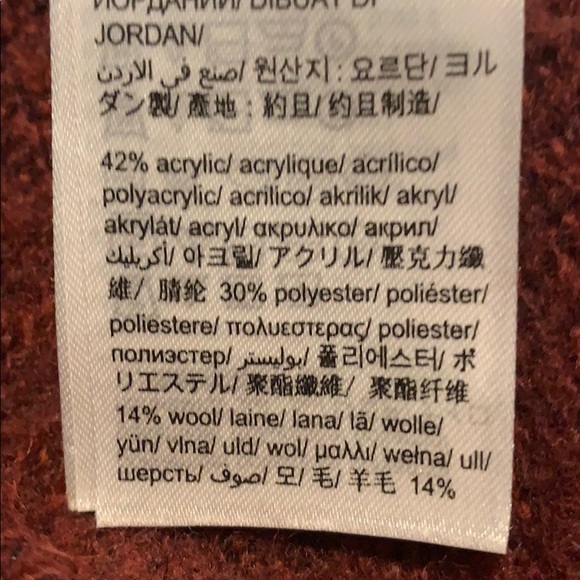 ИОРДАНИИ/ DIBUAT DI
JORDAN/
صنع في الاردن/ 원산지 : 요르단/ ヨル
ダン製/ 產地 : 約旦/ 约旦制造/
42% acrylic/ acrylique/ acrílico/
polyacrylic/ acrilico/ akrilik/ akryl/
akrylát/ acryl/ ακρυλικο/ акрил/
أكريليك/ 아크릴/ アクリル/ 壓克力纖
維/ 腈纶 30% polyester/ poliéster/
poliestere/ πολυεστερας/ poliester/
полиэстер/ بوليستر/ 폴리에스터/ ポ
リエステル/ 聚酯纖維/ 聚酯纤维
14% wool/ laine/ lana/ lã/ wolle/
yün/ vlna/ uld/ wol/ μαλλι/ wełna/ ull/
шерсть/ صوف/ 모/ 毛/ 羊毛 14%